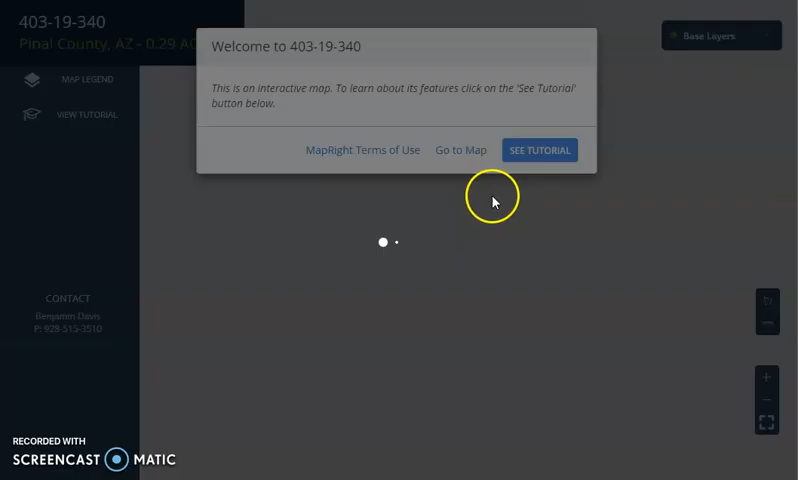 403-19-340
Pinal County, AZ - 0.29 AC
Welcome to 403-19-340
Base Layers
MAP LEGEND
VIEW TUTORIAL
This is an interactive map. To learn about its features click on the 'See Tutorial'
button below.
MapRight Terms of Use Go to Map SEE TUTORIAL
CONTACT
Benjamm Davis
P: 928-515-3510
RECORDED WITH
SCREENCAST MATIC